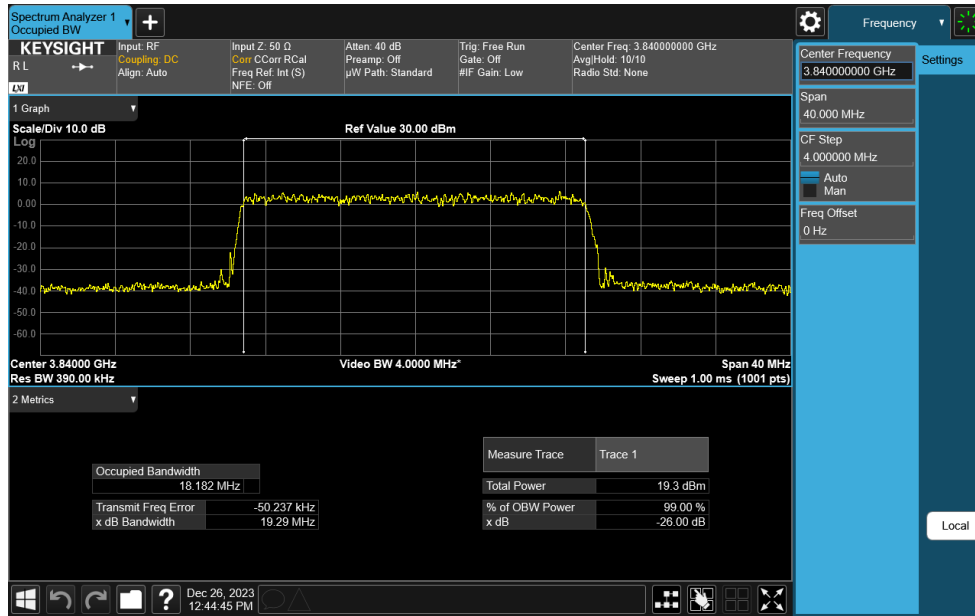 Spectrum Analyzer 1
Occupied BW
+
Frequency
KEYSIGHT
R L
LXI
Input: RF
Coupling: DC
Align: Auto
Input Z: 50 Ω
Corr CCorr RCal
Freq Ref: Int (S)
NFE: Off
Atten: 40 dB
Preamp: Off
µW Path: Standard
Trig: Free Run
Gate: Off
#IF Gain: Low
Center Freq: 3.840000000 GHz
Avg|Hold: 10/10
Radio Std: None
Center Frequency
3.840000000 GHz
Settings
Span
40.000 MHz
CF Step
4.000000 MHz
Auto
Man
Freq Offset
0 Hz
Local
1 Graph
Scale/Div 10.0 dB
Ref Value 30.00 dBm
Log
20.0
10.0
0.00
-10.0
-20.0
-30.0
-40.0
-50.0
-60.0
Center 3.84000 GHz
Video BW 4.0000 MHz*
Span 40 MHz
Res BW 390.00 kHz
Sweep 1.00 ms (1001 pts)
2 Metrics
Occupied Bandwidth
18.182 MHz
Transmit Freq Error -50.237 kHz
x dB Bandwidth 19.29 MHz
Measure Trace Trace 1
Total Power 19.3 dBm
% of OBW Power 99.00 %
x dB -26.00 dB
?
Dec 26, 2023
12:44:45 PM